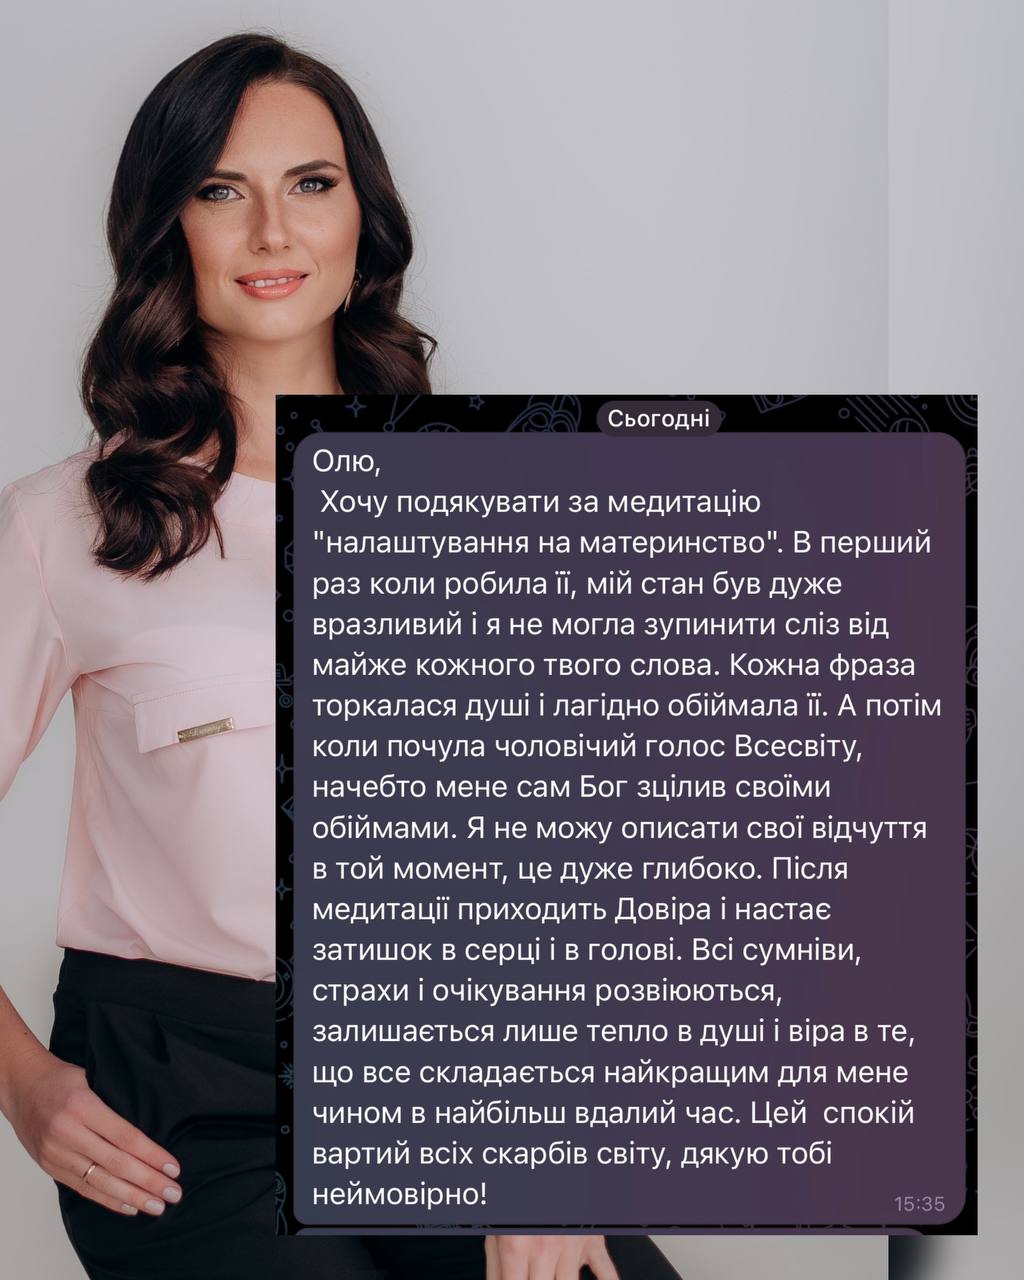 Сьогодні
Олю,
Хочу подякувати за медитацію
"налаштування на материнство". В перший
раз коли робила її, мій стан був дуже
вразливий і я не могла зупинити сліз від
майже кожного твого слова. Кожна фраза
торкалася душі і лагідно обіймала її. А потім
коли почула чоловічий голос Всесвіту,
начебто мене сам Бог зцілив своїми
обіймами. Я не можу описати свої відчуття
в той момент, це дуже глибоко. Після
медитації приходить Довіра і настає
затишок в серці і в голові. Всі сумніви,
страхи і очікування розвіюються,
залишається лише тепло в душі і віра в те,
що все складається найкращим для мене
чином в найбільш вдалий час. Цей  спокій
вартий всіх скарбів світу, дякую тобі
неймовірно!
15:35